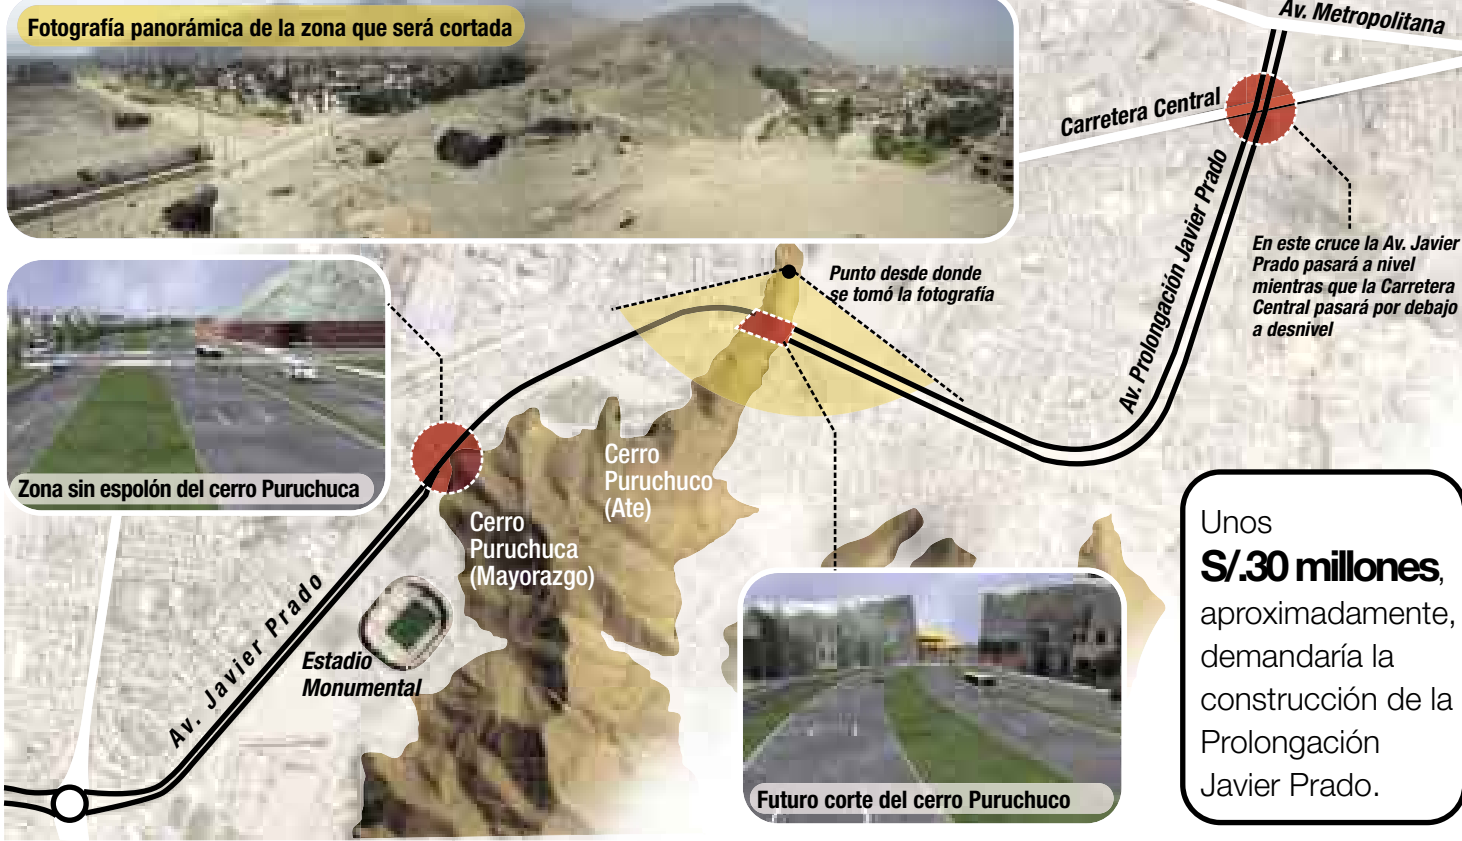 Fotografía panorámica de la zona que será cortada
Av. Metropolitana
Carretera Central
Av. Prolongación Javier Prado
En este cruce la Av. Javier
Prado pasará a nivel
mientras que la Carretera
Central pasará por debajo
a desnivel
Punto desde donde
se tomó la fotografía
Zona sin espolón del cerro Puruchuca
Cerro
Puruchuco
(Ate)
Cerro
Puruchuca
(Mayorazgo)
Av. Javier Prado
Estadio
Monumental
Futuro corte del cerro Puruchuco
Unos
S/.30 millones,
aproximadamente,
demandaría la
construcción de la
Prolongación
Javier Prado.